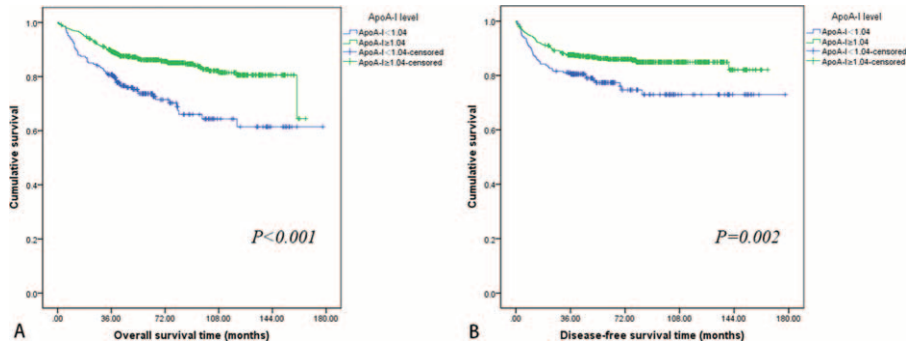 ApoA-I level
ApoA-I<1.04
ApoA-I≥1.04
ApoA-I<1.04-censored
ApoA-I≥1.04-censored
1.0
0.8
0.6
0.4
0.2
0.0
Cumulative survival
P<0.001
.00 36.00 72.00 108.00 144.00 180.00
Overall survival time (months)
A
ApoA-I level
ApoA-I<1.04
ApoA-I≥1.04
ApoA-I<1.04-censored
ApoA-I≥1.04-censored
1.0
0.8
0.6
0.4
0.2
0.0
Cumulative survival
P=0.002
.00 36.00 72.00 108.00 144.00 180.00
Disease-free survival time (months)
B